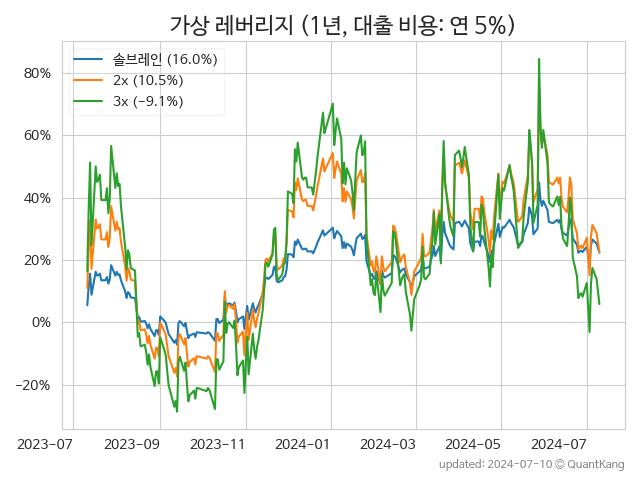 가상 레버리지 (1년, 대출 비용: 연 5%)
솔브레인 (16.0%)
2x (10.5%)
3x (−9.1%)
80%
60%
40%
20%
0%
−20%
2023-07 2023-09 2023-11 2024-01 2024-03 2024-05 2024-07
updated: 2024-07-10 © QuantKang